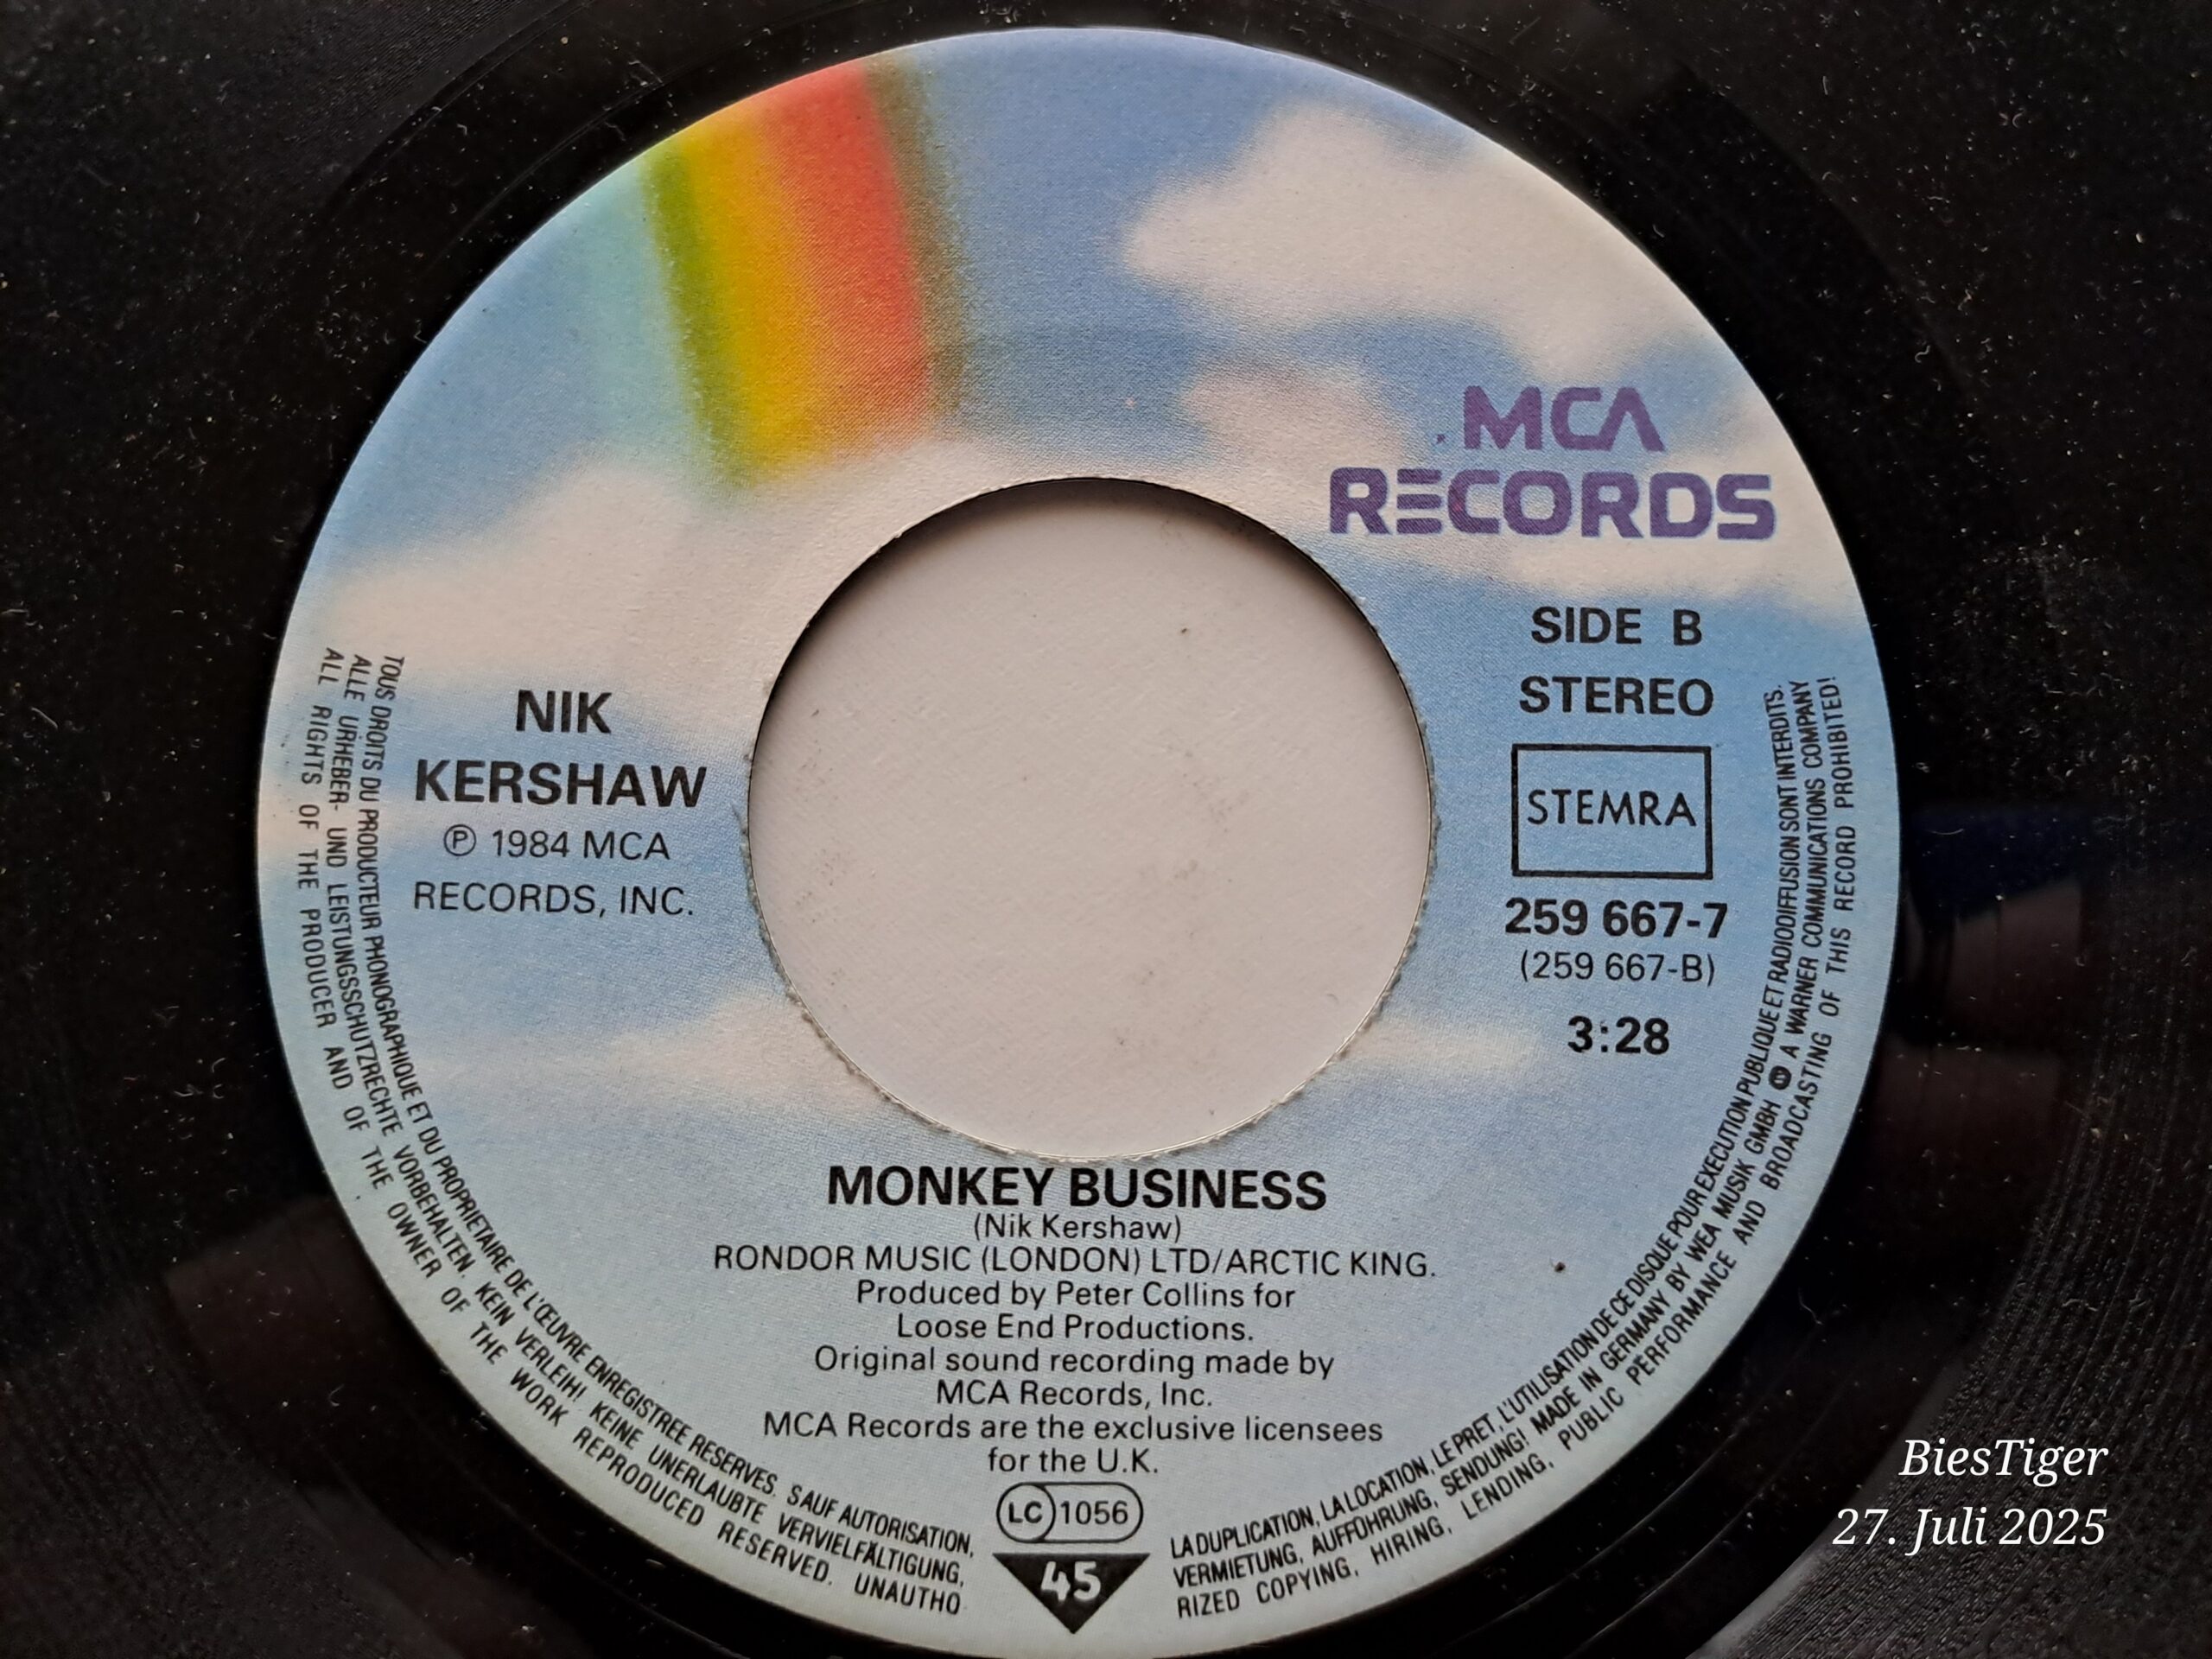 MCA
RECORDS
SIDE B
STEREO
STEMRA
259 667-7
(259 667-B)
3:28
NIK
KERSHAW
℗ 1984 MCA
RECORDS, INC.
MONKEY BUSINESS
(Nik Kershaw)
RONDOR MUSIC (LONDON) LTD/ARCTIC KING.
Produced by Peter Collins for
Loose End Productions.
Original sound recording made by
MCA Records, Inc.
MCA Records are the exclusive licensees
for the U.K.
LC 1056
45
TOUS DROITS DU PRODUCTEUR PHONOGRAPHIQUE ET DU PROPRIETAIRE DE L'ŒUVRE ENREGISTREE RESERVES. SAUF AUTORISATION, LA DUPLICATION, LA LOCATION, LE PRET, L'UTILISATION DE CE DISQUE POUR EXECUTION PUBLIQUE ET RADIODIFFUSION SONT INTERDITS.
ALLE URHEBER- UND LEISTUNGSSCHUTZRECHTE VORBEHALTEN. KEIN VERLEIH! KEINE UNERLAUBTE VERVIELFÄLTIGUNG, VERMIETUNG, AUFFÜHRUNG, SENDUNG! MADE IN GERMANY BY WEA MUSIK GMBH A WARNER COMMUNICATIONS COMPANY
ALL RIGHTS OF THE PRODUCER AND OF THE OWNER OF THE WORK REPRODUCED RESERVED. UNAUTHORIZED COPYING, HIRING, LENDING, PUBLIC PERFORMANCE AND BROADCASTING OF THIS RECORD PROHIBITED!
BiesTiger
27. Juli 2025